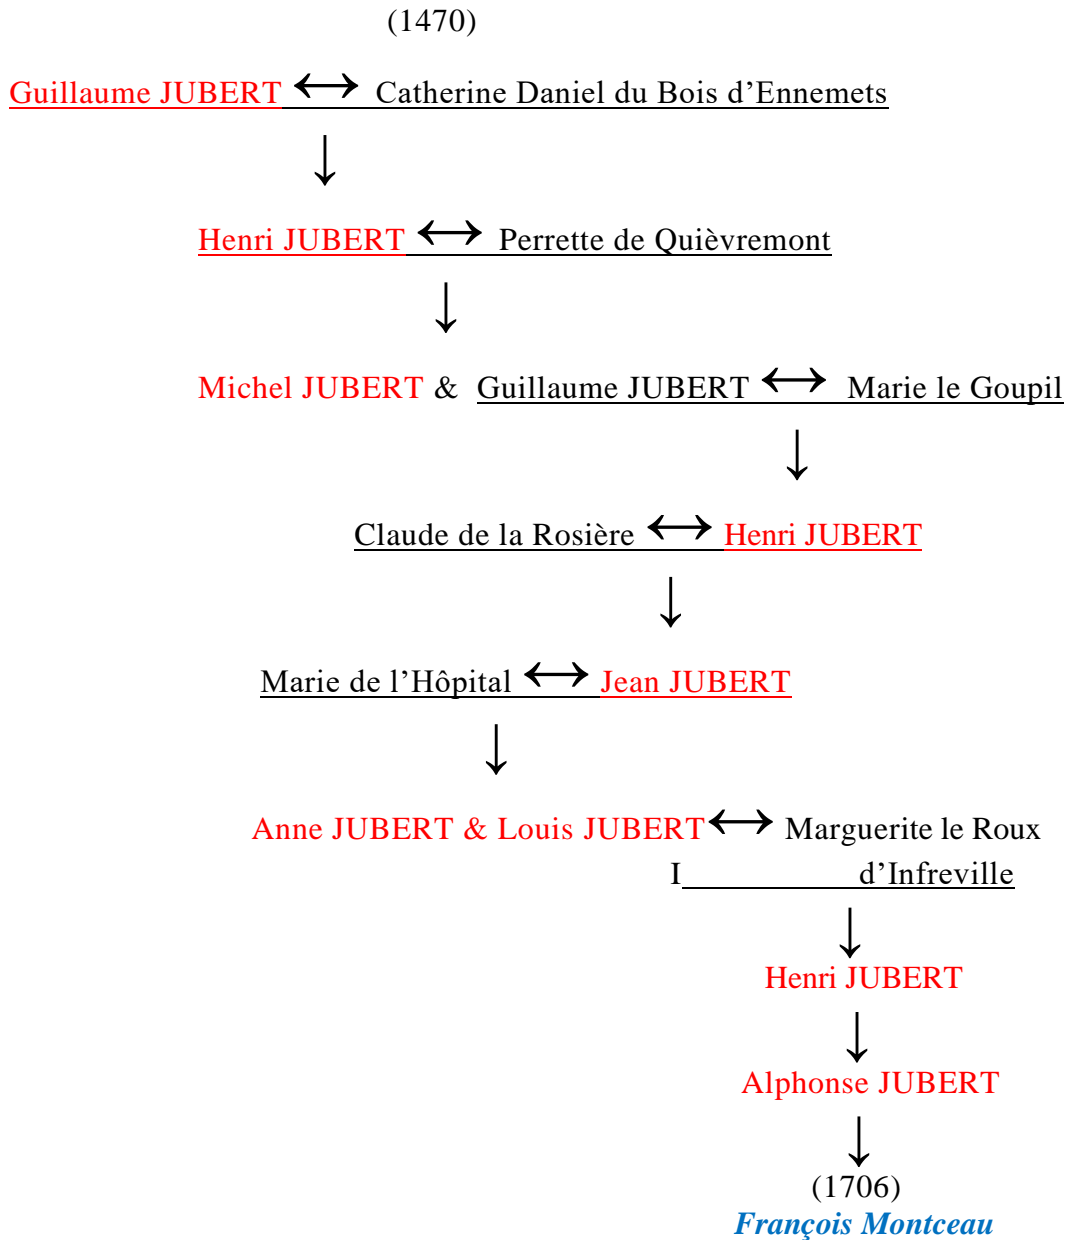 (1470)
Guillaume JUBERT ↔ Catherine Daniel du Bois d’Ennemets
↓
Henri JUBERT ↔ Perrette de Quièvremont
↓
Michel JUBERT & Guillaume JUBERT ↔ Marie le Goupil
↓
Claude de la Rosière ↔ Henri JUBERT
↓
Marie de l’Hôpital ↔ Jean JUBERT
↓
Anne JUBERT & Louis JUBERT ↔ Marguerite le Roux
I d’Infreville
↓
Henri JUBERT
↓
Alphonse JUBERT
↓
(1706)
François Montceau